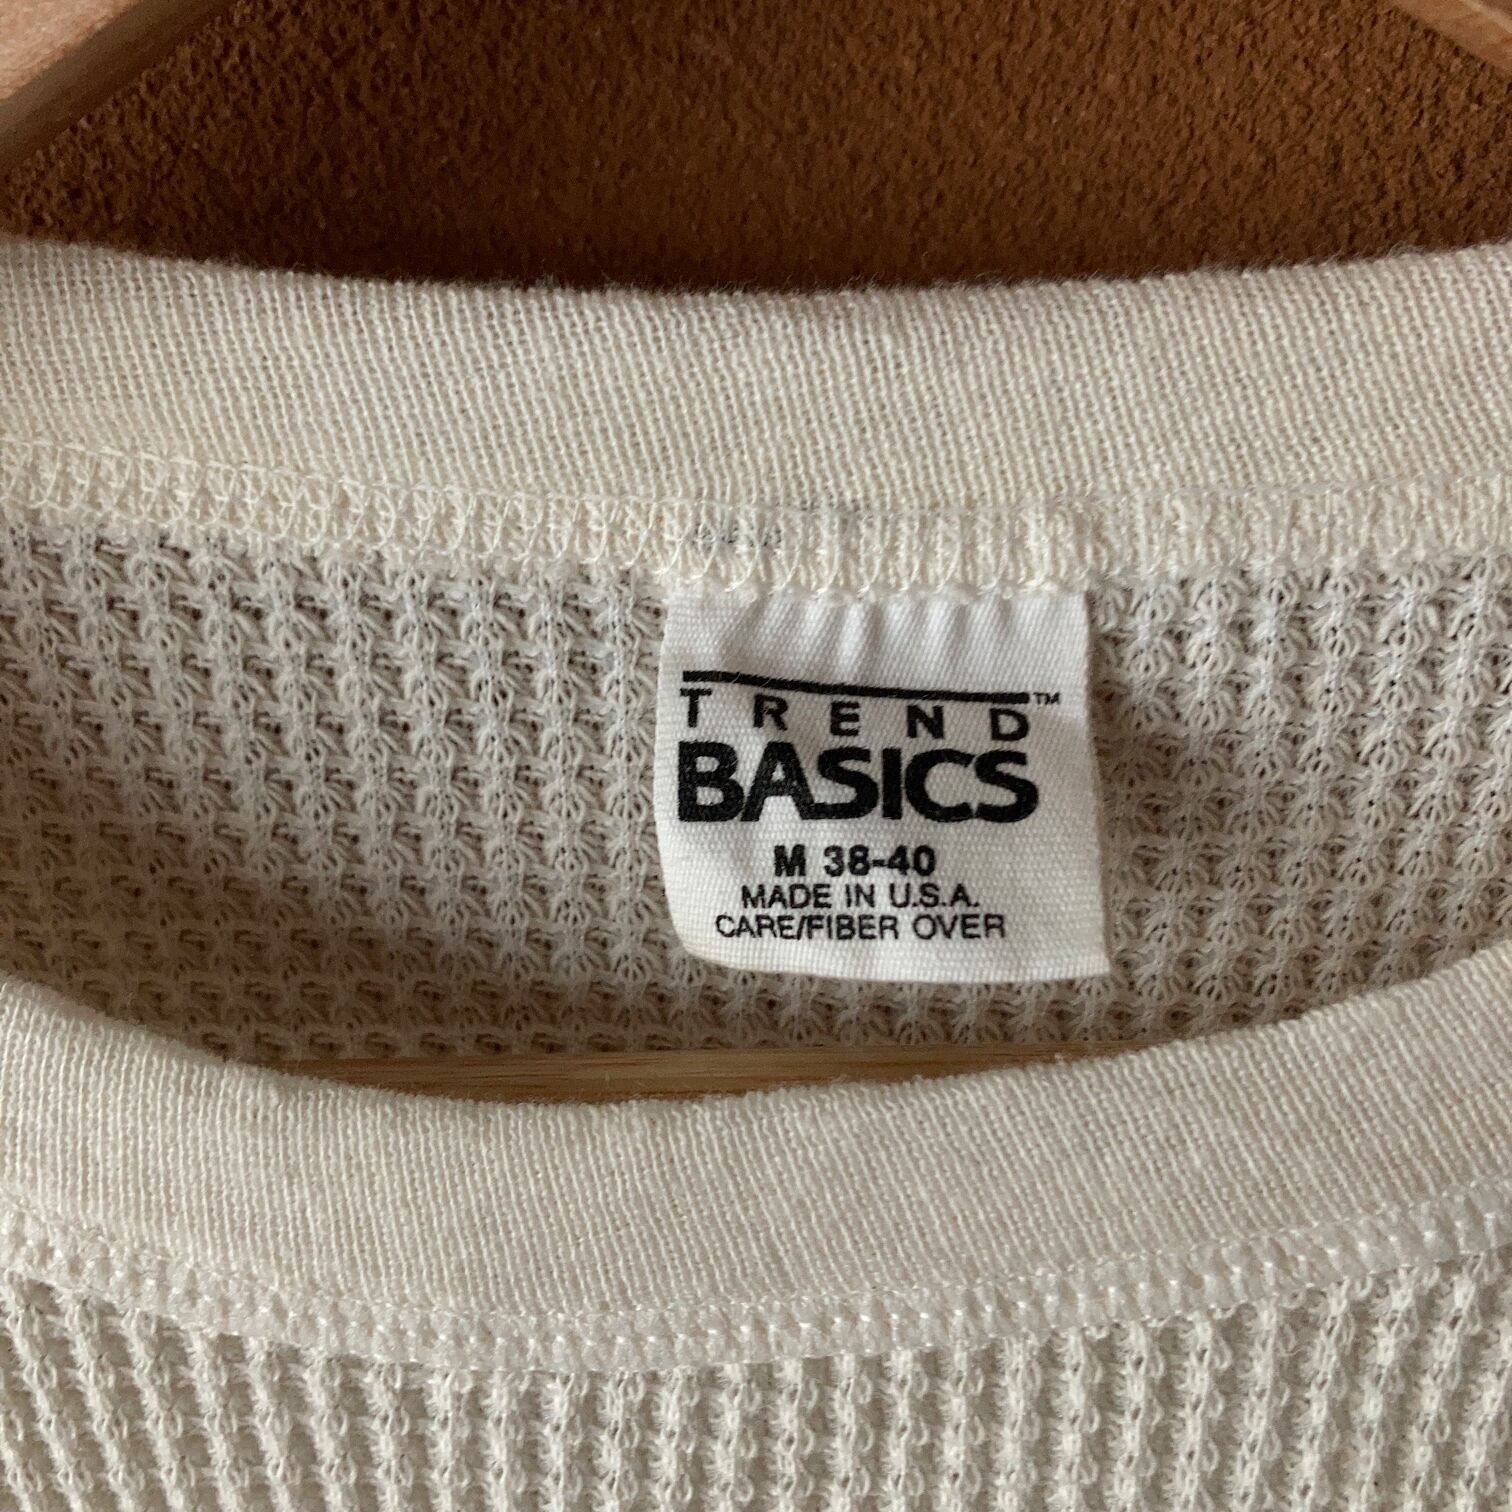 TREND™
BASICS
M 38-40
MADE IN U.S.A.
CARE/FIBER OVER